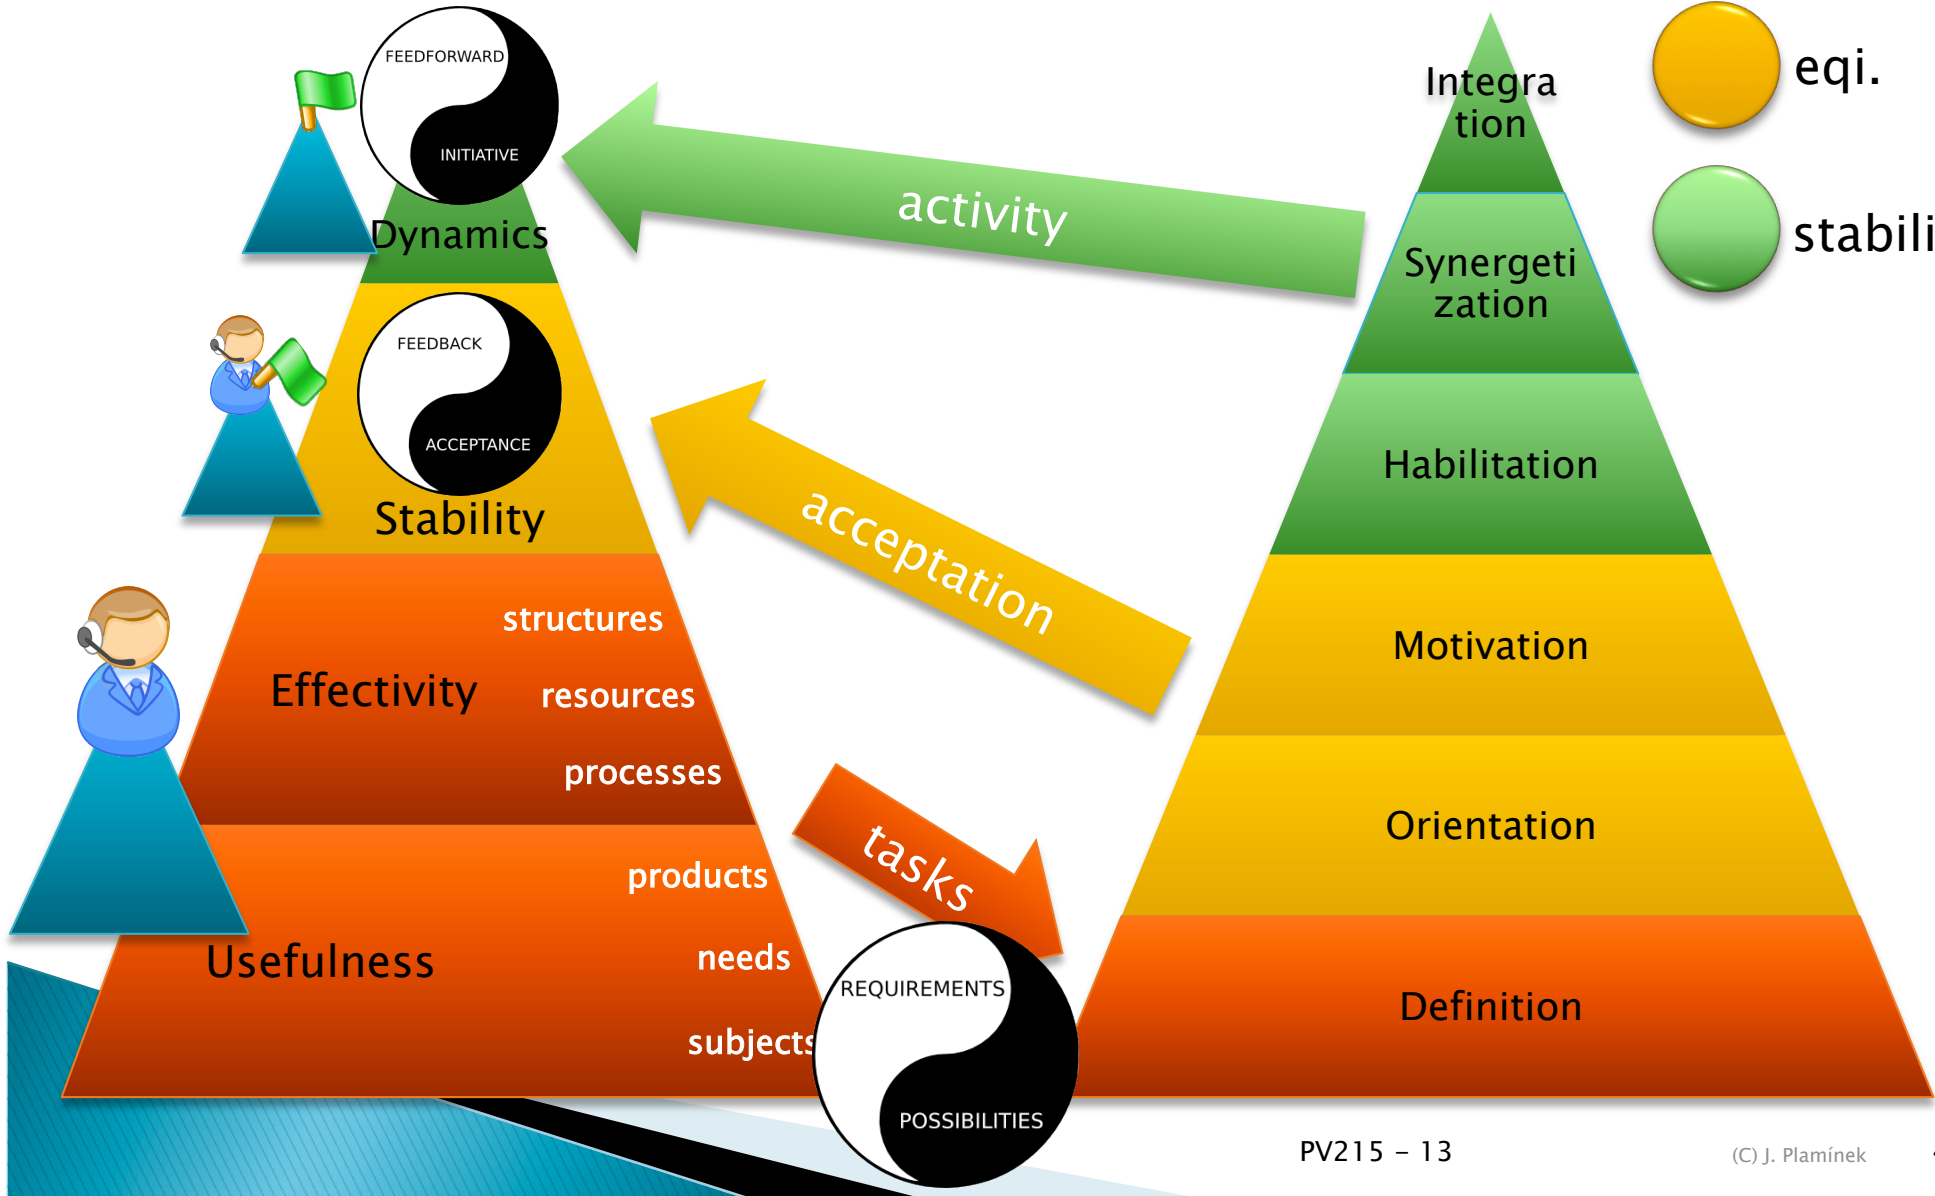 FEEDFORWARD
INITIATIVE
Dynamics
FEEDBACK
ACCEPTANCE
Stability
structures
Effectivity
resources
processes
products
Usefulness
needs
subjects
activity
acceptation
tasks
REQUIREMENTS
POSSIBILITIES
Integra
tion
Synergeti
zation
Habilitation
Motivation
Orientation
Definition
eqi.
stabili
PV215 – 13
(C) J. Plamínek